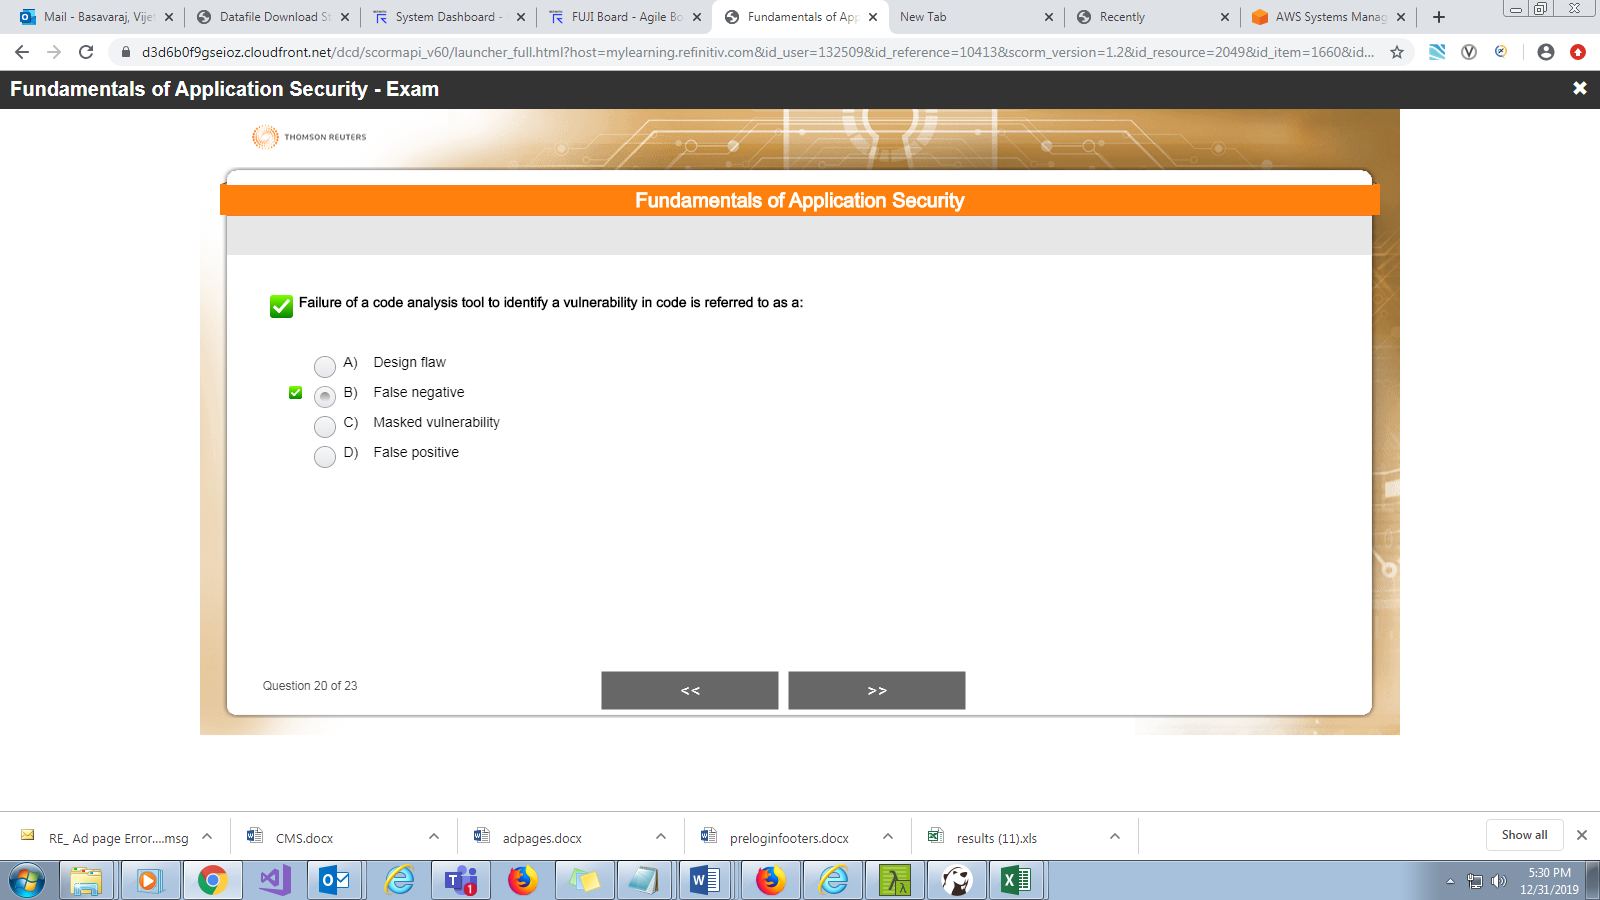 Mail - Basavaraj, Vijet
Datafile Download St
System Dashboard -
FUJI Board - Agile Bo
Fundamentals of App
New Tab
Recently
AWS Systems Manag
d3d6b0f9gseioz.cloudfront.net/dcd/scormapi_v60/launcher_full.html?host=mylearning.refinitiv.com&id_user=132509&id_reference=10413&scorm_version=1.2&id_resource=2049&id_item=1660&id...
Fundamentals of Application Security - Exam
THOMSON REUTERS
Fundamentals of Application Security
Failure of a code analysis tool to identify a vulnerability in code is referred to as a:
A) Design flaw
B) False negative
C) Masked vulnerability
D) False positive
Question 20 of 23
<<
>>
RE_ Ad page Error....msg
CMS.docx
adpages.docx
preloginfooters.docx
results (11).xls
Show all
1
5:30 PM
12/31/2019